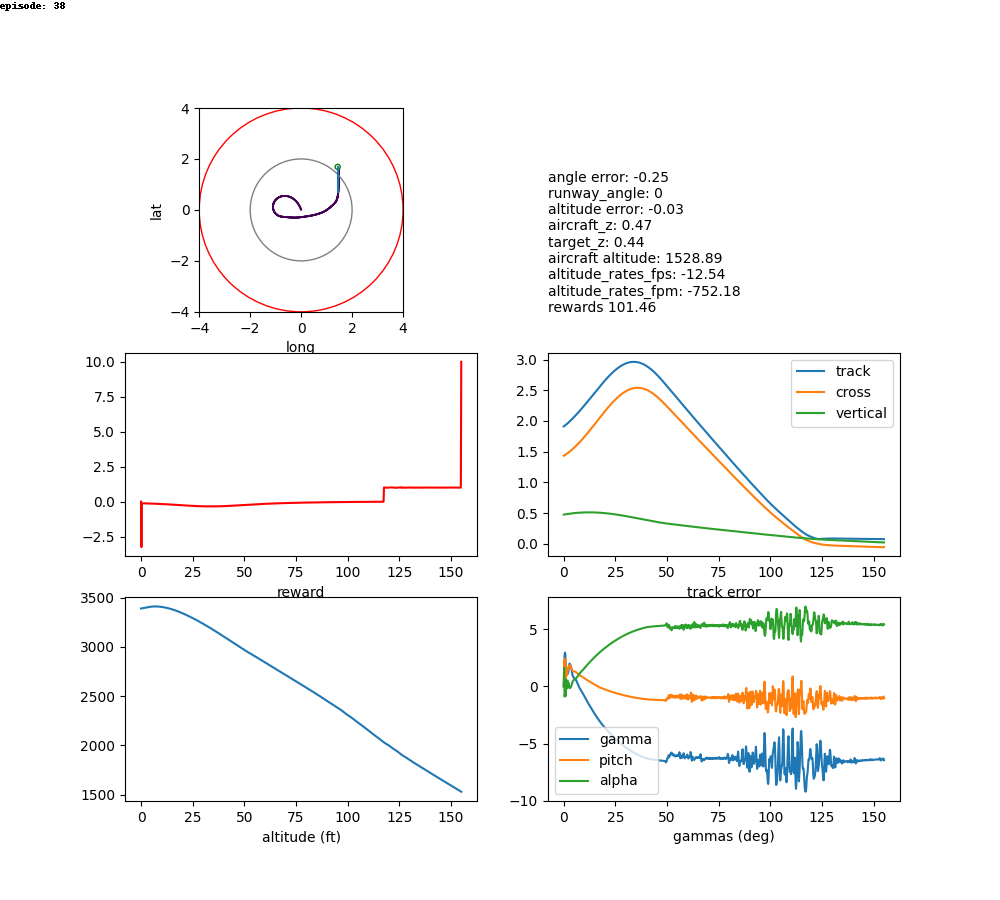 episode: 38
4
2
0
−2
−4
lat
−4 −2 0 2 4
long
angle error: -0.25
runway_angle: 0
altitude error: -0.03
aircraft_z: 0.47
target_z: 0.44
aircraft altitude: 1528.89
altitude_rates_fps: -12.54
altitude_rates_fpm: -752.18
rewards 101.46
10.0
7.5
5.0
2.5
0.0
−2.5
0 25 50 75 100 125 150
reward
3.0
2.5
2.0
1.5
1.0
0.5
0.0
track
cross
vertical
0 25 50 75 100 125 150
track error
3500
3000
2500
2000
1500
0 25 50 75 100 125 150
altitude (ft)
5
0
−5
−10
gamma
pitch
alpha
0 25 50 75 100 125 150
gammas (deg)